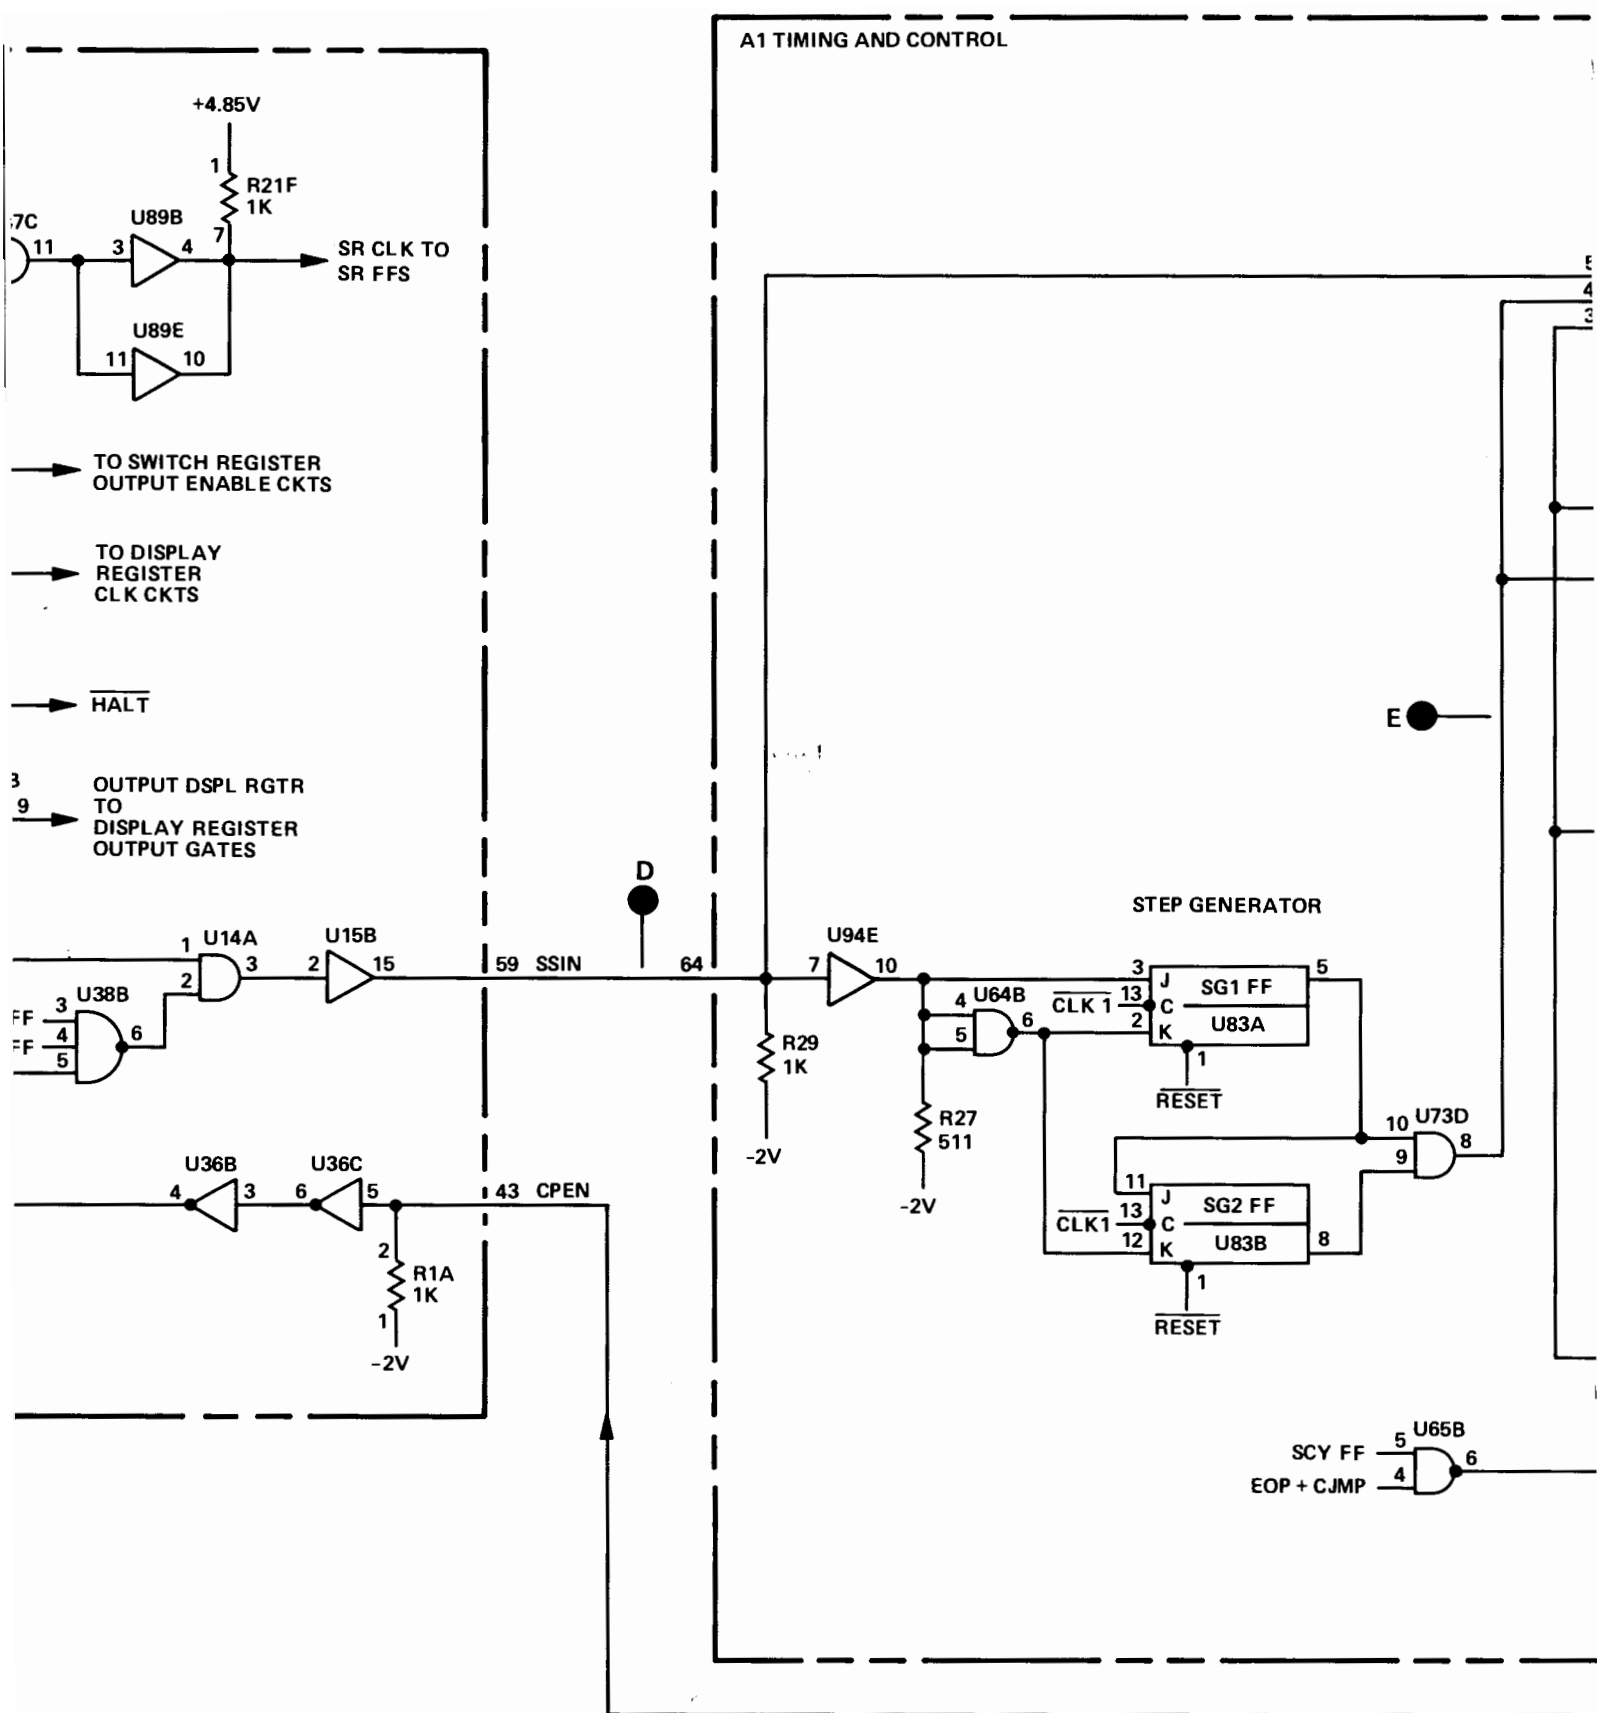 A1 TIMING AND CONTROL
+4.85V
1
R21F
1K
7
7C
11
U89B
3
4
SR CLK TO
SR FFS
U89E
11
10
5
4
3
TO SWITCH REGISTER
OUTPUT ENABLE CKTS
TO DISPLAY
REGISTER
CLK CKTS
HALT
E
9
OUTPUT DSPL RGTR
TO
DISPLAY REGISTER
OUTPUT GATES
D
STEP GENERATOR
1
U14A
2
3
U15B
2
15
59 SSIN
64
U94E
7
10
U38B
FF
3
FF
4
5
6
R29
1K
-2V
U64B
4
5
6
R27
511
-2V
3
J
SG1 FF
5
CLK 1
13
C
2
K
U83A
1
RESET
U73D
10
9
8
11
J
SG2 FF
CLK1
13
C
12
K
U83B
8
1
RESET
U36B
4
3
U36C
6
5
43 CPEN
2
R1A
1K
1
-2V
U65B
SCY FF
5
EOP + CJMP
4
6